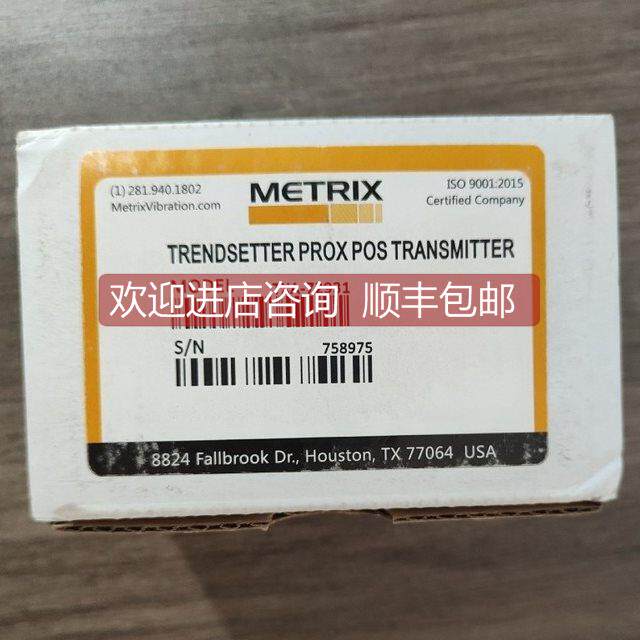 (1) 281.940.1802
MetrixVibration.com
METRIX
ISO 9001:2015
Certified Company
TRENDSETTER PROX POS TRANSMITTER
MODEL
欢迎进店咨询 顺丰包邮
S/N 758975
8824 Fallbrook Dr., Houston, TX 77064 USA